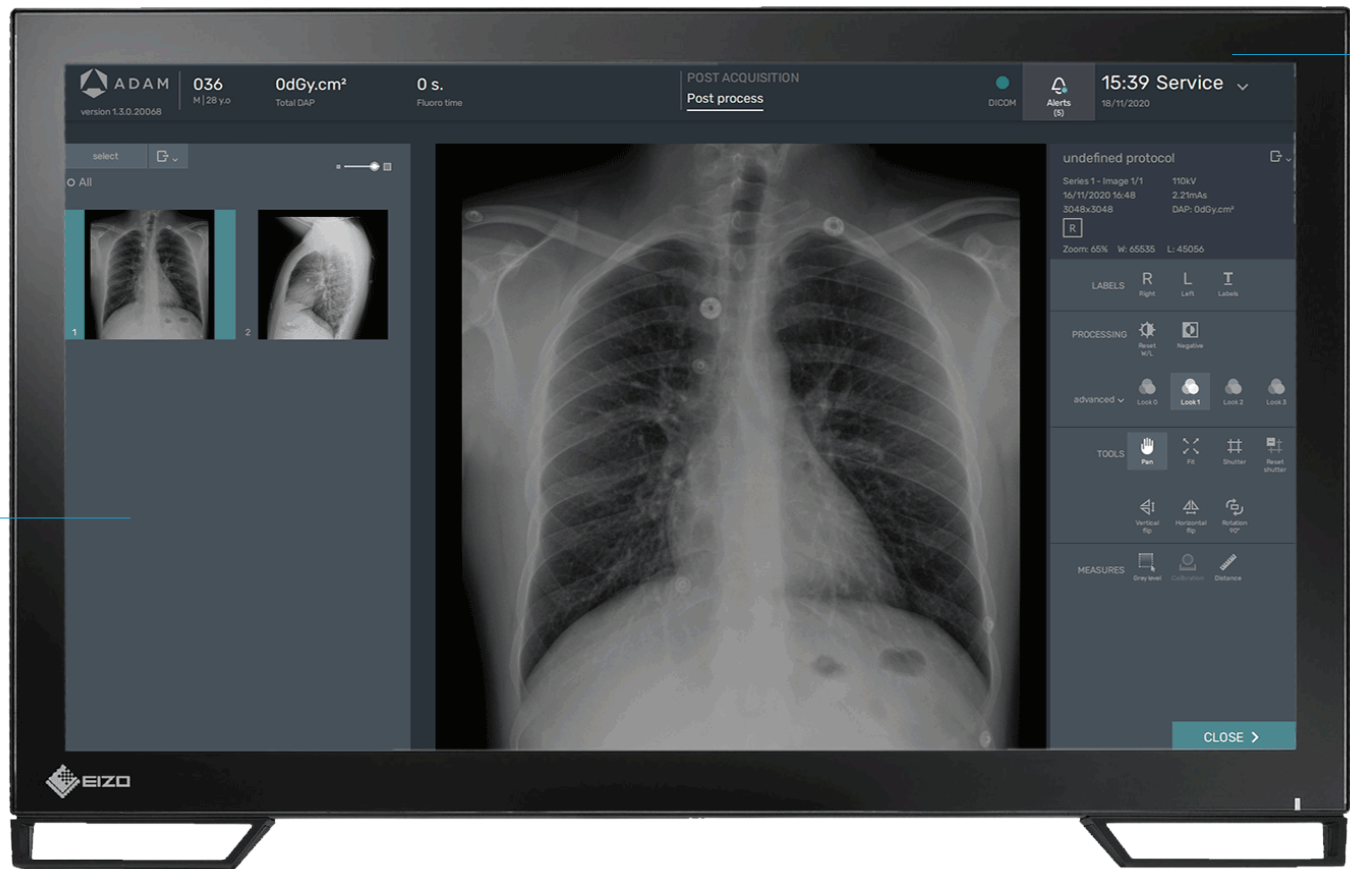 ADAM
version 1.3.0.20068
036
M | 28 y.o
0dGy.cm²
Total DAP
0 s.
Fluoro time
POST ACQUISITION
Post process
DICOM
Alerts
(5)
15:39 Service
18/11/2020
select
All
1
2
undefined protocol
Series 1 - Image 1/1 110kV
16/11/2020 16:48 2.21mAs
3048x3048 DAP: 0dGy.cm²
R
Zoom: 65% W: 65535 L: 45056
LABELS
R
Right
L
Left
T
Labels
PROCESSING
Reset
W/L
Negative
advanced
Look 0
Look 1
Look 2
Look 3
TOOLS
Pan
Fit
Shutter
Reset
shutter
Vertical
flip
Horizontal
flip
Rotation
90°
MEASURES
Gray level
Calibration
Distance
CLOSE
EIZO